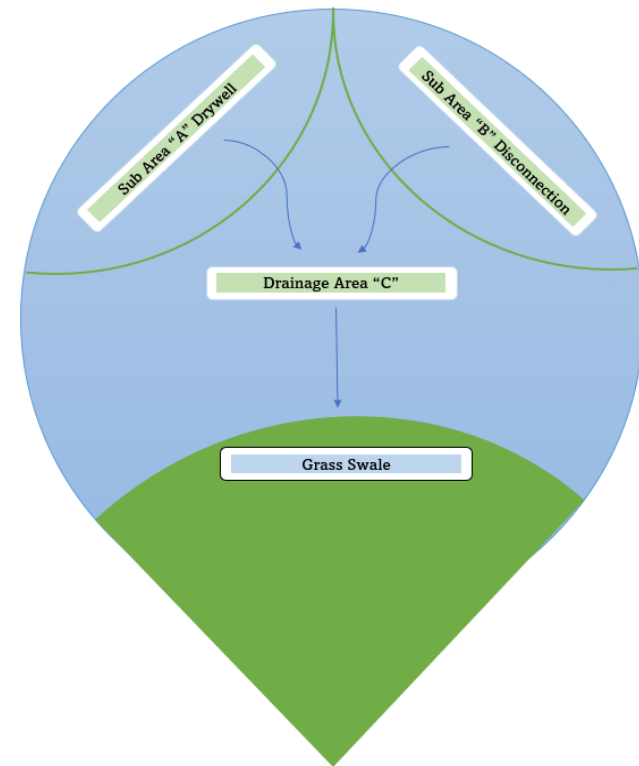 Sub Area “A” Drywell
Sub Area “B” Disconnection
Drainage Area “C”
Grass Swale